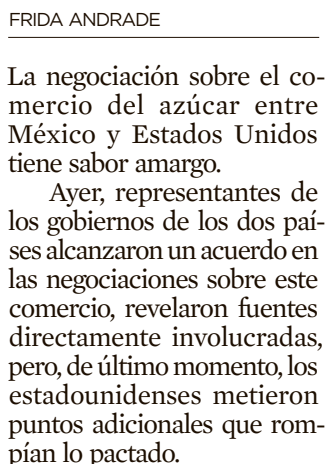 FRIDA ANDRADE
La negociación sobre el co-
mercio del azúcar entre
México y Estados Unidos
tiene sabor amargo.
Ayer, representantes de
los gobiernos de los dos paí-
ses alcanzaron un acuerdo en
las negociaciones sobre este
comercio, revelaron fuentes
directamente involucradas,
pero, de último momento, los
estadounidenses metieron
puntos adicionales que rom-
pían lo pactado.